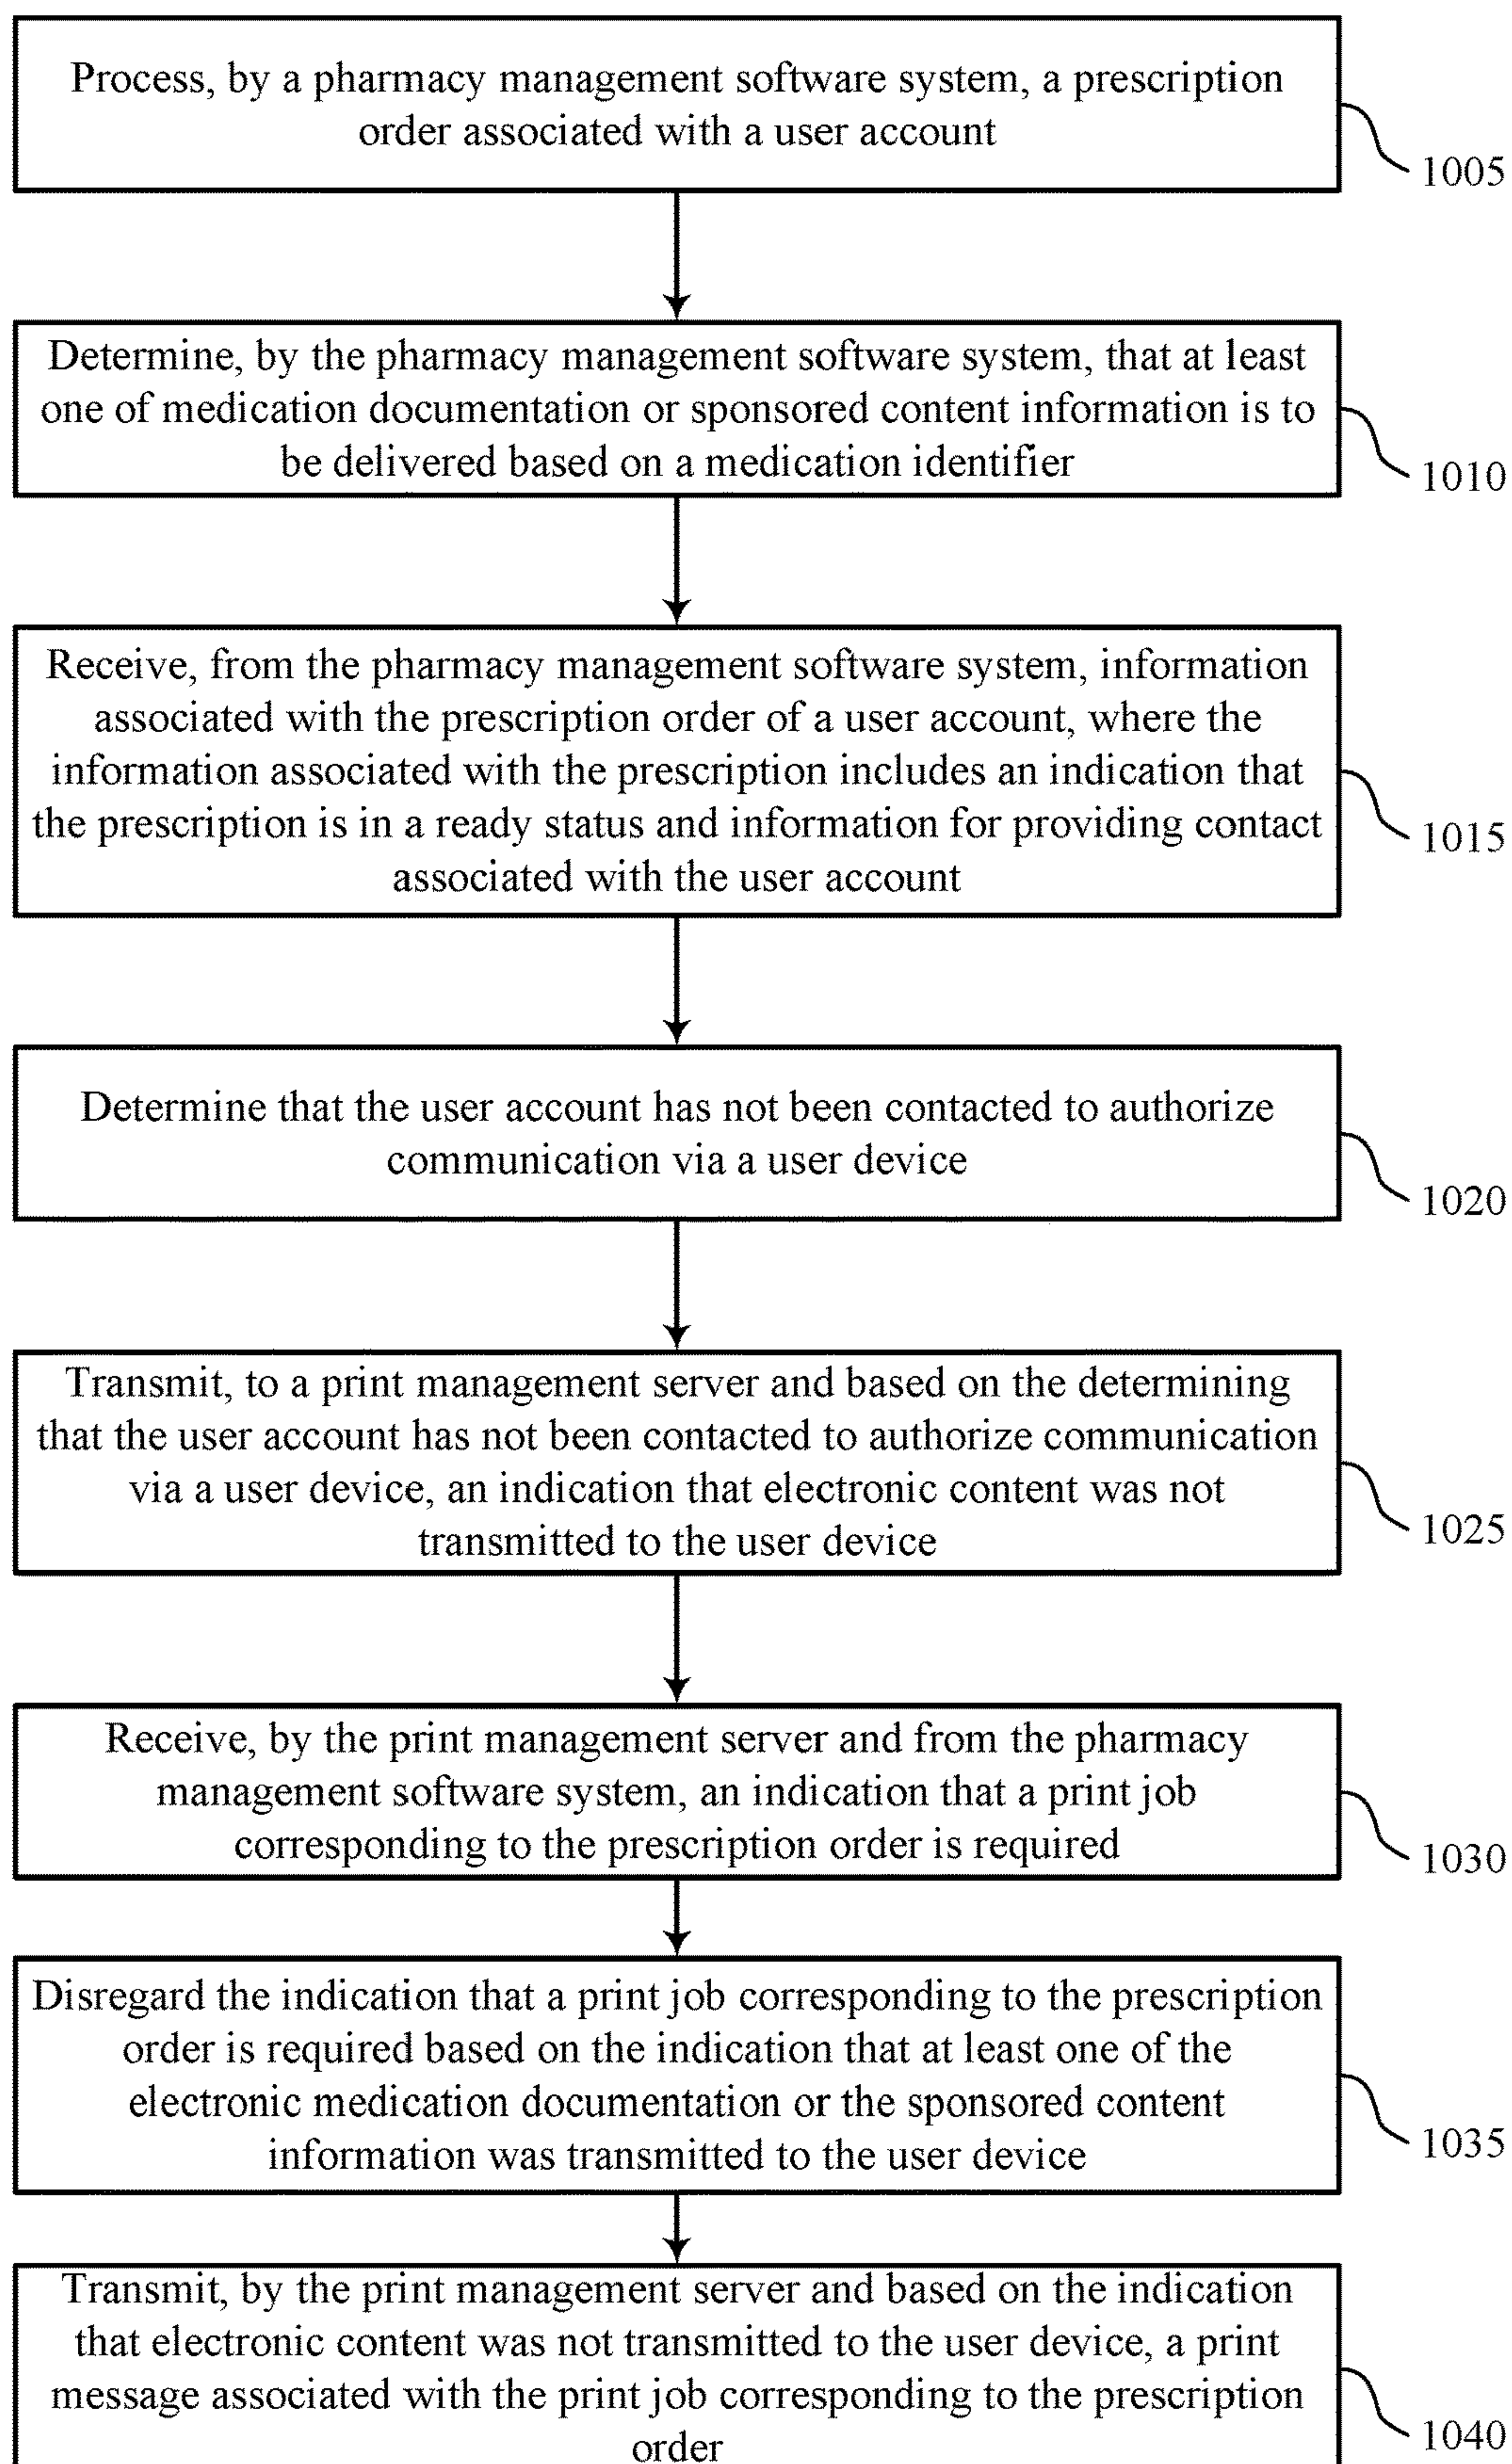 Process, by a pharmacy management software system, a prescription
order associated with a user account
1005
Determine, by the pharmacy management software system, that at least
one of medication documentation or sponsored content information is to
be delivered based on a medication identifier
1010
Receive, from the pharmacy management software system, information
associated with the prescription order of a user account, where the
information associated with the prescription includes an indication that
the prescription is in a ready status and information for providing contact
associated with the user account
1015
Determine that the user account has not been contacted to authorize
communication via a user device
1020
Transmit, to a print management server and based on the determining
that the user account has not been contacted to authorize communication
via a user device, an indication that electronic content was not
transmitted to the user device
1025
Receive, by the print management server and from the pharmacy
management software system, an indication that a print job
corresponding to the prescription order is required
1030
Disregard the indication that a print job corresponding to the prescription
order is required based on the indication that at least one of the
electronic medication documentation or the sponsored content
information was transmitted to the user device
1035
Transmit, by the print management server and based on the indication
that electronic content was not transmitted to the user device, a print
message associated with the print job corresponding to the prescription
order
1040